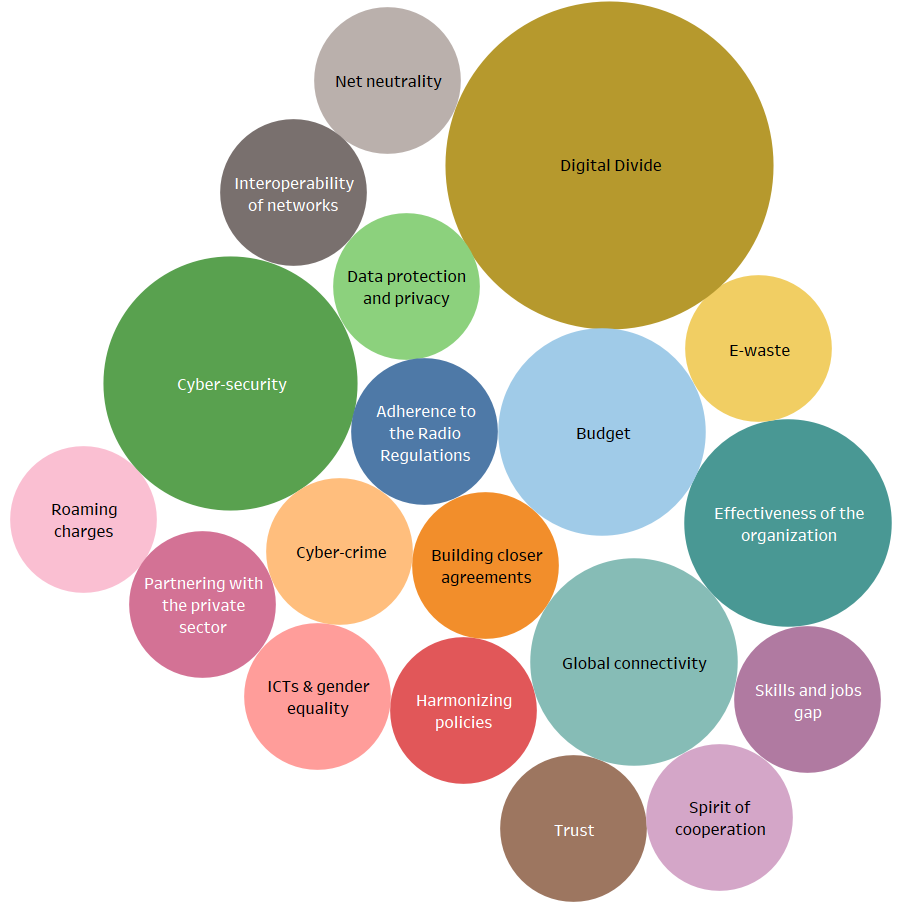 Net neutrality
Digital Divide
Interoperability
of networks
Data protection
and privacy
E-waste
Cyber-security
Adherence to
the Radio
Regulations
Budget
Roaming
charges
Effectiveness of the
organization
Cyber-crime
Building closer
agreements
Partnering with
the private
sector
Global connectivity
ICTs & gender
equality
Harmonizing
policies
Skills and jobs
gap
Trust
Spirit of
cooperation